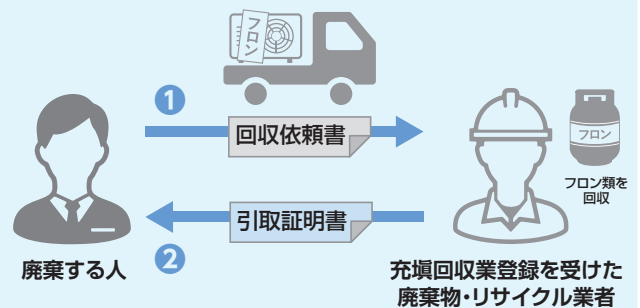 フロン
1
回収依頼書
フロン
フロン類を
回収
引取証明書
2
廃棄する人
充塡回収業登録を受けた
廃棄物・リサイクル業者